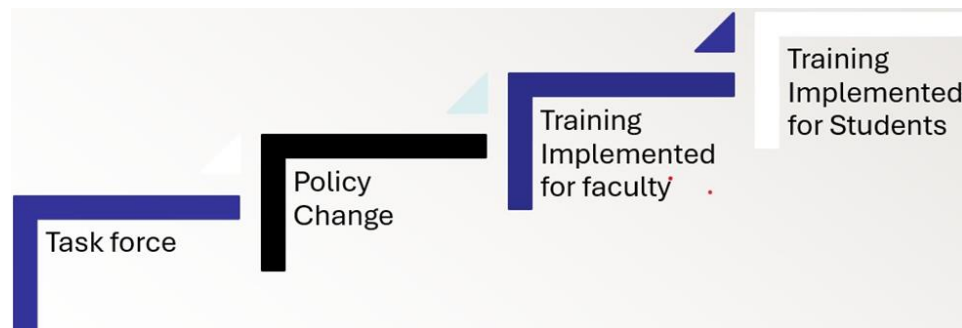 Task force
Policy
Change
Training
Implemented
for faculty
Training
Implemented
for Students